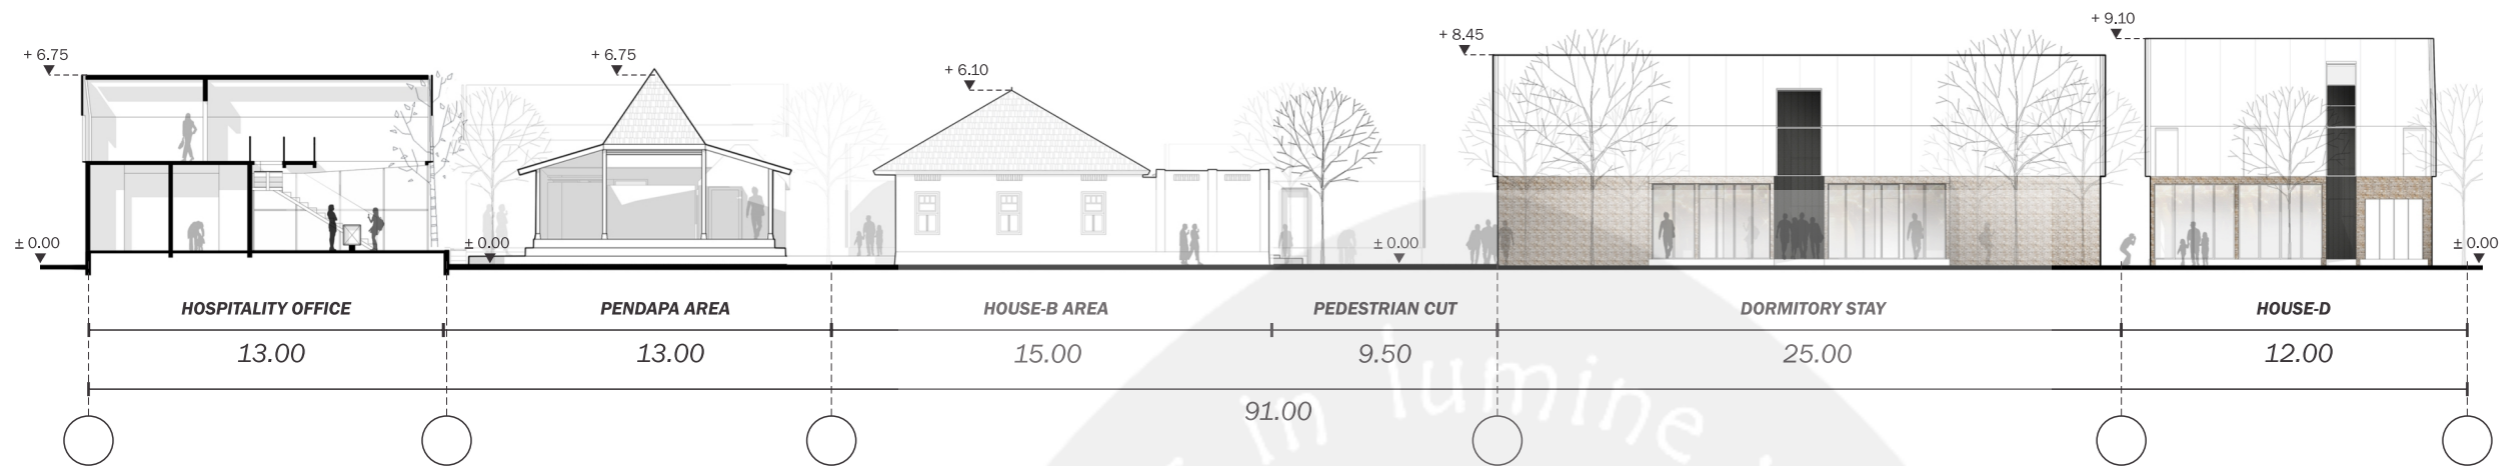 + 9.10
+ 8.45
+ 6.75
+ 6.75
+ 6.10
± 0.00
± 0.00
± 0.00
± 0.00
HOSPITALITY OFFICE
PENDAPA AREA
HOUSE-B AREA
PEDESTRIAN CUT
DORMITORY STAY
HOUSE-D
13.00
13.00
15.00
9.50
25.00
12.00
91.00
in lumine